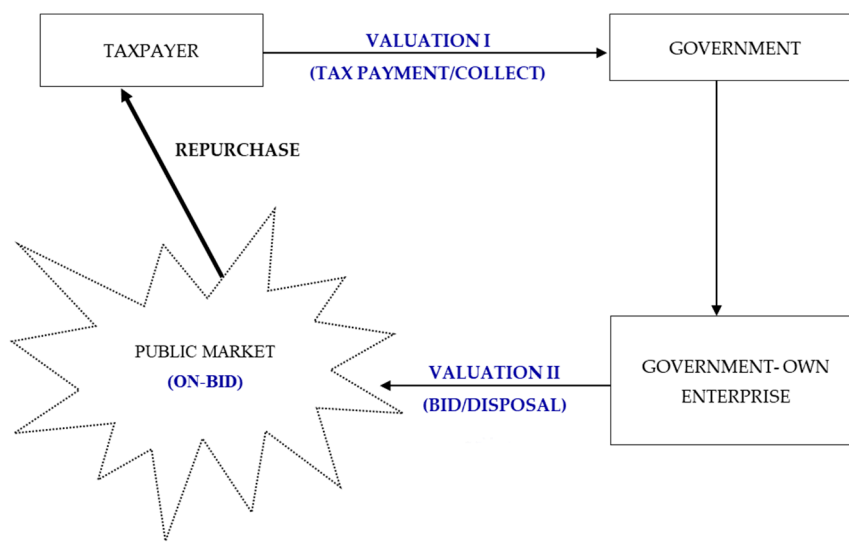 TAXPAYER
VALUATION I
(TAX PAYMENT/COLLECT)
GOVERNMENT
REPURCHASE
PUBLIC MARKET
(ON-BID)
VALUATION II
(BID/DISPOSAL)
GOVERNMENT- OWN
ENTERPRISE